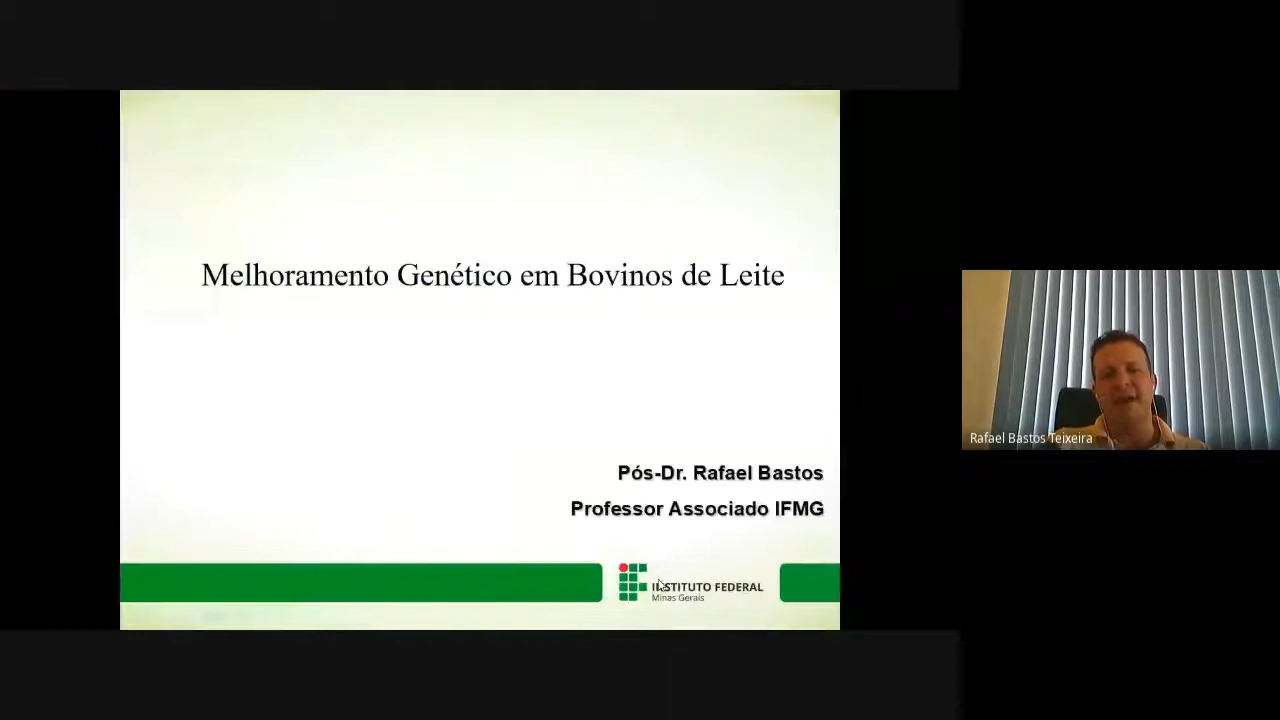 Melhoramento Genético em Bovinos de Leite
Pós-Dr. Rafael Bastos
Professor Associado IFMG
INSTITUTO FEDERAL
Minas Gerais
Rafael Bastos Teixeira